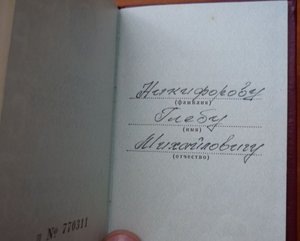 Никифорову
(фамилия)
Глебу
(имя)
Михайловичу
(отчество)
№ 770311